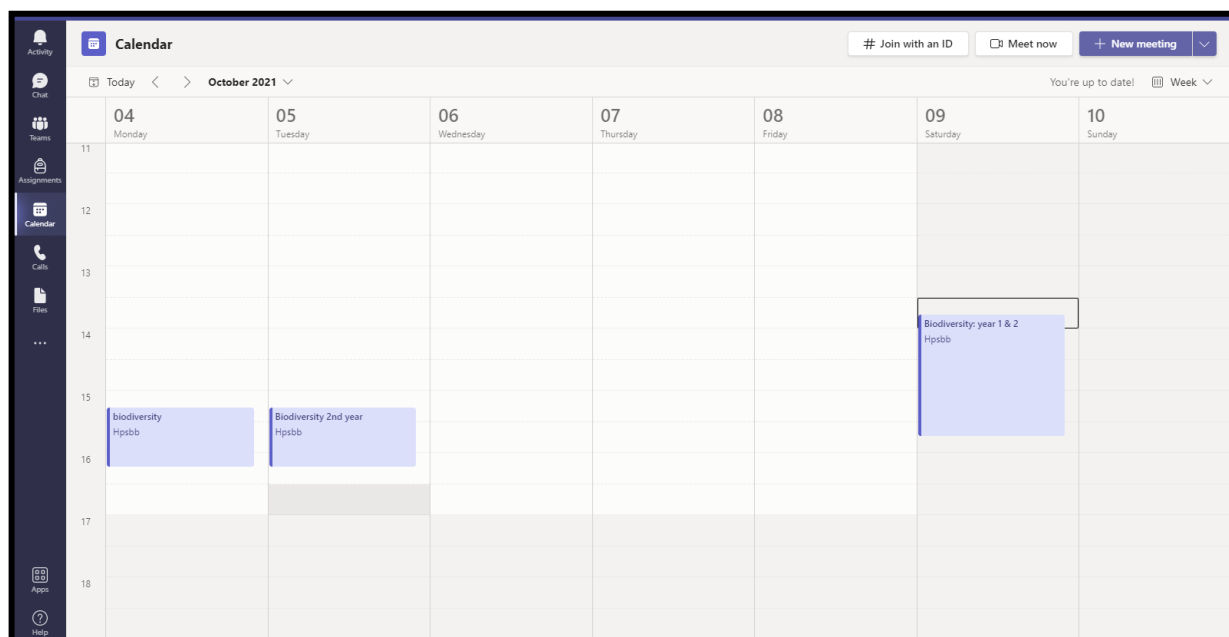 Activity
Chat
Teams
Assignments
Calendar
Calls
Files
...
Apps
Help
Calendar
# Join with an ID
Meet now
+ New meeting
Today
October 2021
You're up to date!
Week
04
Monday
05
Tuesday
06
Wednesday
07
Thursday
08
Friday
09
Saturday
10
Sunday
11
12
13
14
15
16
17
18
biodiversity
Hpsbb
Biodiversity 2nd year
Hpsbb
Biodiversity: year 1 & 2
Hpsbb